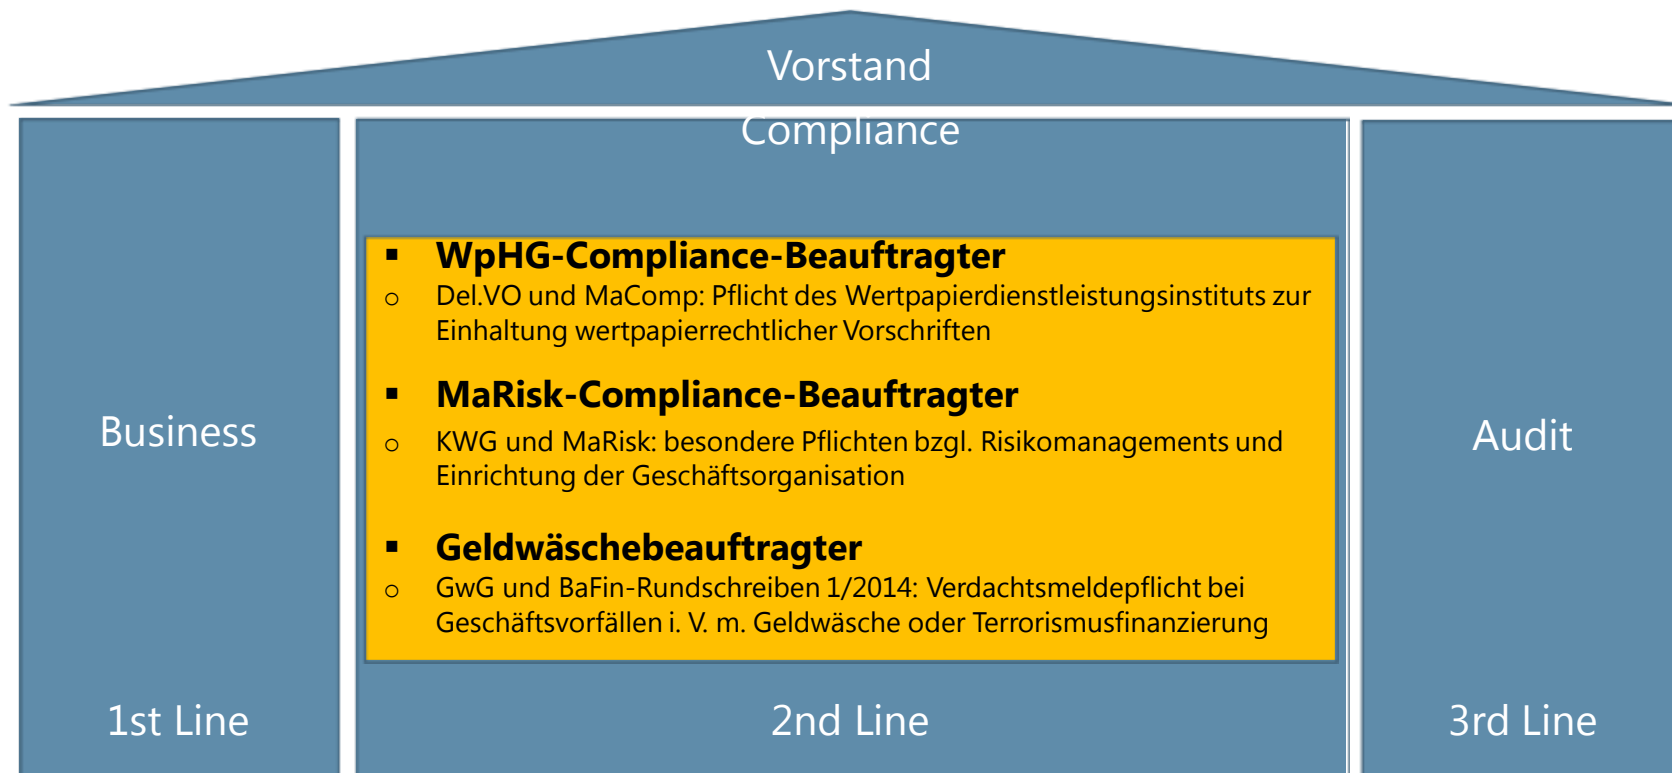 Vorstand
Compliance
▪ WpHG-Compliance-Beauftragter
o Del.VO und MaComp: Pflicht des Wertpapierdienstleistungsinstituts zur
Einhaltung wertpapierrechtlicher Vorschriften
▪ MaRisk-Compliance-Beauftragter
o KWG und MaRisk: besondere Pflichten bzgl. Risikomanagements und
Einrichtung der Geschäftsorganisation
▪ Geldwäschebeauftragter
o GwG und BaFin-Rundschreiben 1/2014: Verdachtsmeldepflicht bei
Geschäftsvorfällen i. V. m. Geldwäsche oder Terrorismusfinanzierung
Business
Audit
1st Line
2nd Line
3rd Line